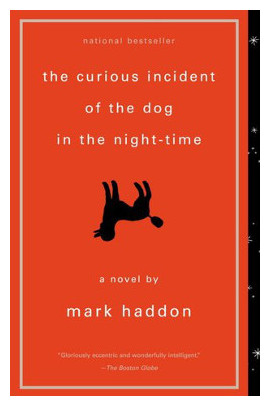 national bestseller
the curious incident
of the dog
in the night-time
a novel by
mark haddon
"Gloriously eccentric and wonderfully intelligent."
—The Boston Globe